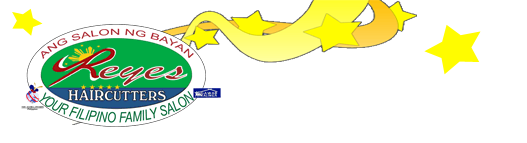 ANG SALON NG BAYAN
Reyes
HAIRCUTTERS
YOUR FILIPINO FAMILY SALON